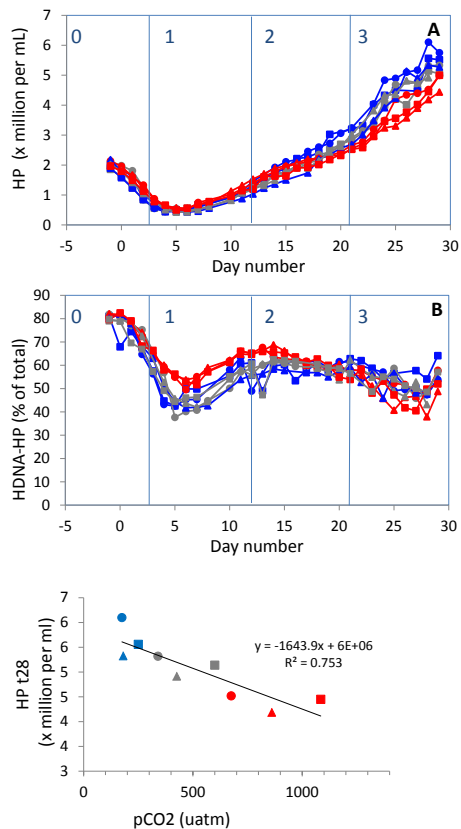 0 1 2 3 A
7
6
5
4
3
2
1
0
HP (x million per mL)
-5 0 5 10 15 20 25 30
Day number
0 1 2 3 B
90
80
70
60
50
40
30
20
10
0
HDNA-HP (% of total)
-5 0 5 10 15 20 25 30
Day number
7
6
6
5
5
4
4
3
HP t28
(x million per ml)
y = -1643.9x + 6E+06
R² = 0.753
0 500 1000
pCO2 (uatm)